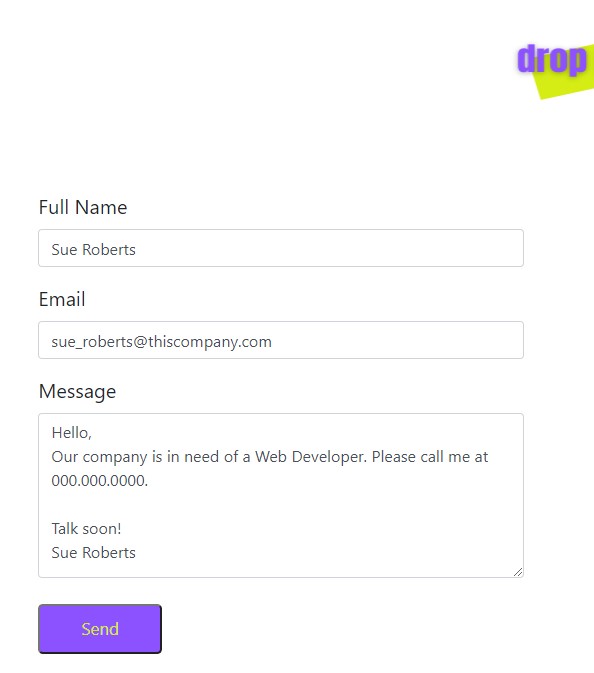 drop
Full Name
Sue Roberts
Email
sue_roberts@thiscompany.com
Message
Hello,
Our company is in need of a Web Developer. Please call me at
000.000.0000.
Talk soon!
Sue Roberts
Send